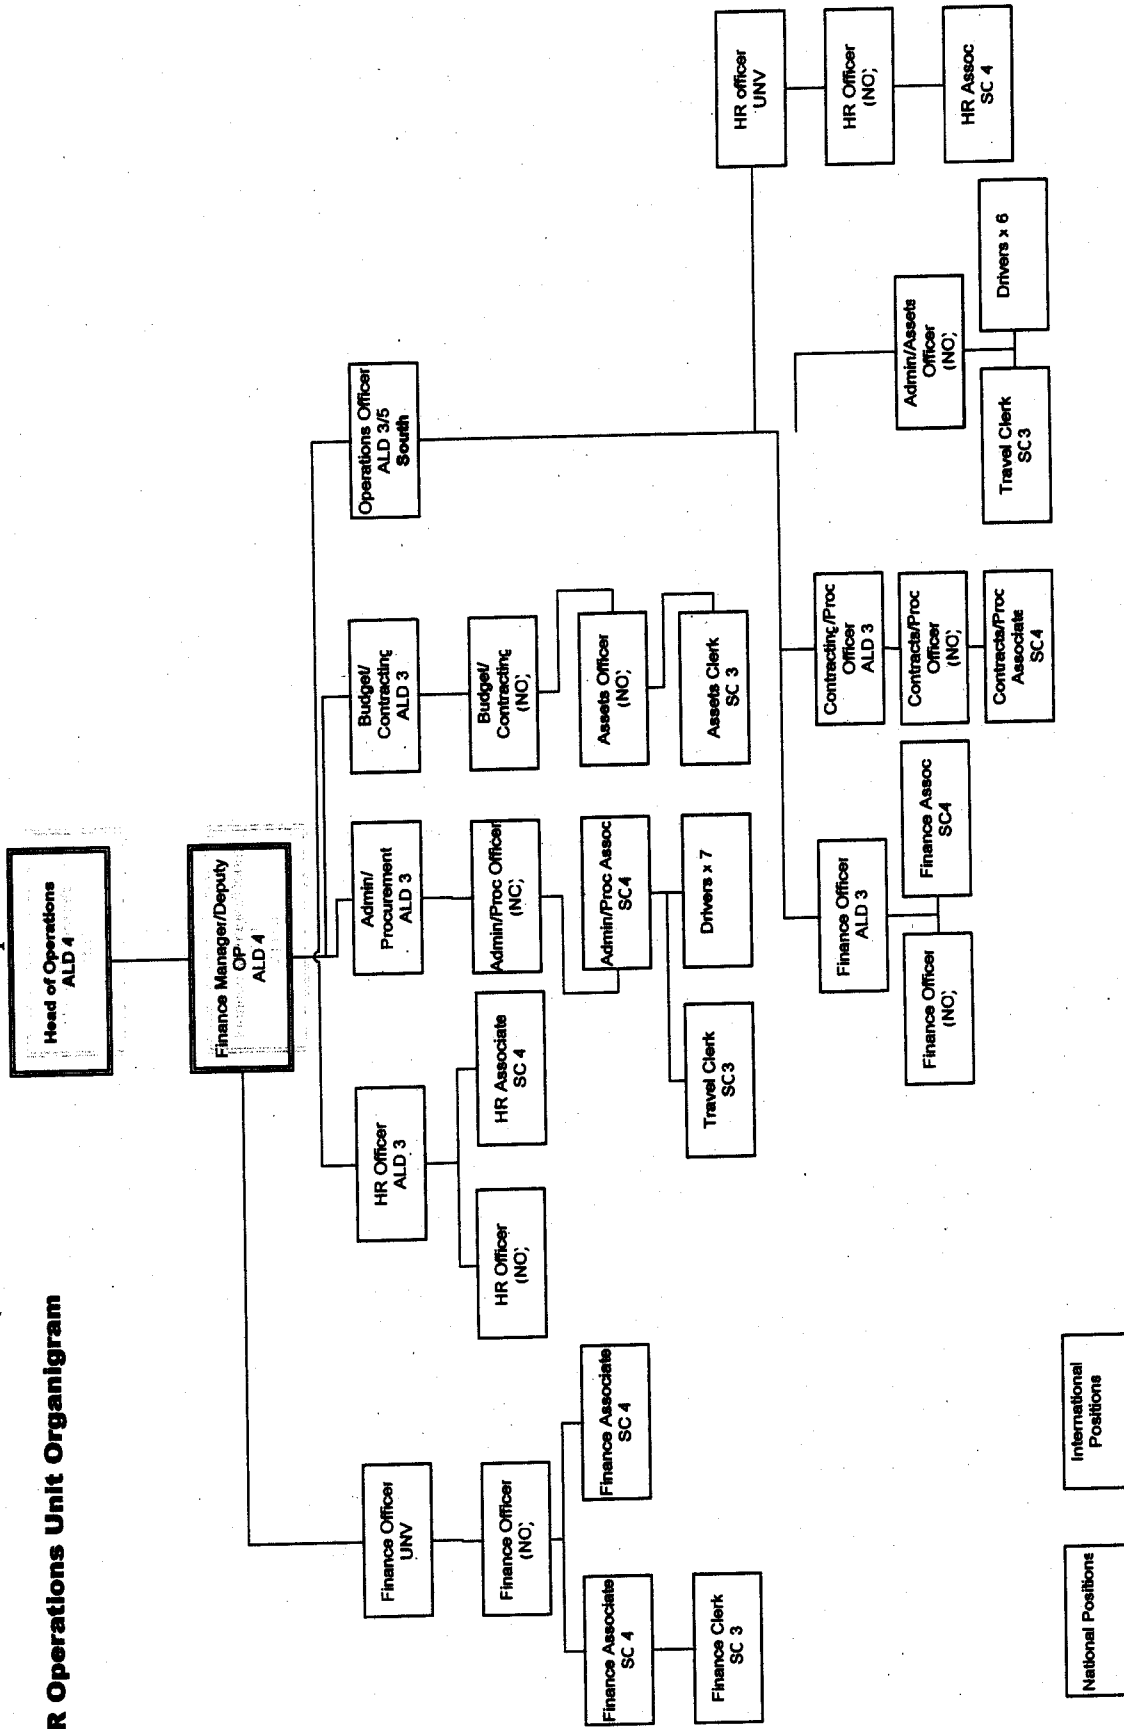 R Operations Unit Organigram
Head of Operations
ALD 4
Finance Manager/Deputy
OP
ALD 4
Finance Officer
UNV
HR Officer
ALD 3
Admin/
Procurement
ALD 3
Budget/
Contracting
ALD 3
Operations Officer
ALD 3/5
South
Finance Officer
(NO)
HR Officer
(NO)
HR Associate
SC 4
Admin/Proc Officer
(NC)
Budget/
Contracting
(NO)
Finance Associate
SC 4
Finance Associate
SC 4
Admin/Proc Assoc
SC4
Assets Officer
(NO)
Finance Clerk
SC 3
Travel Clerk
SC3
Drivers x 7
Assets Clerk
SC 3
HR officer
UNV
Finance Officer
ALD 3
Contracting/Proc
Officer
ALD 3
HR Officer
(NO)
Finance Officer
(NO)
Finance Assoc
SC4
Contracts/Proc
Officer
(NO)
Admin/Assets
Officer
(NO)
HR Assoc
SC 4
Contracts/Proc
Associate
SC4
Travel Clerk
SC3
Drivers x 6
National Positions
International
Positions